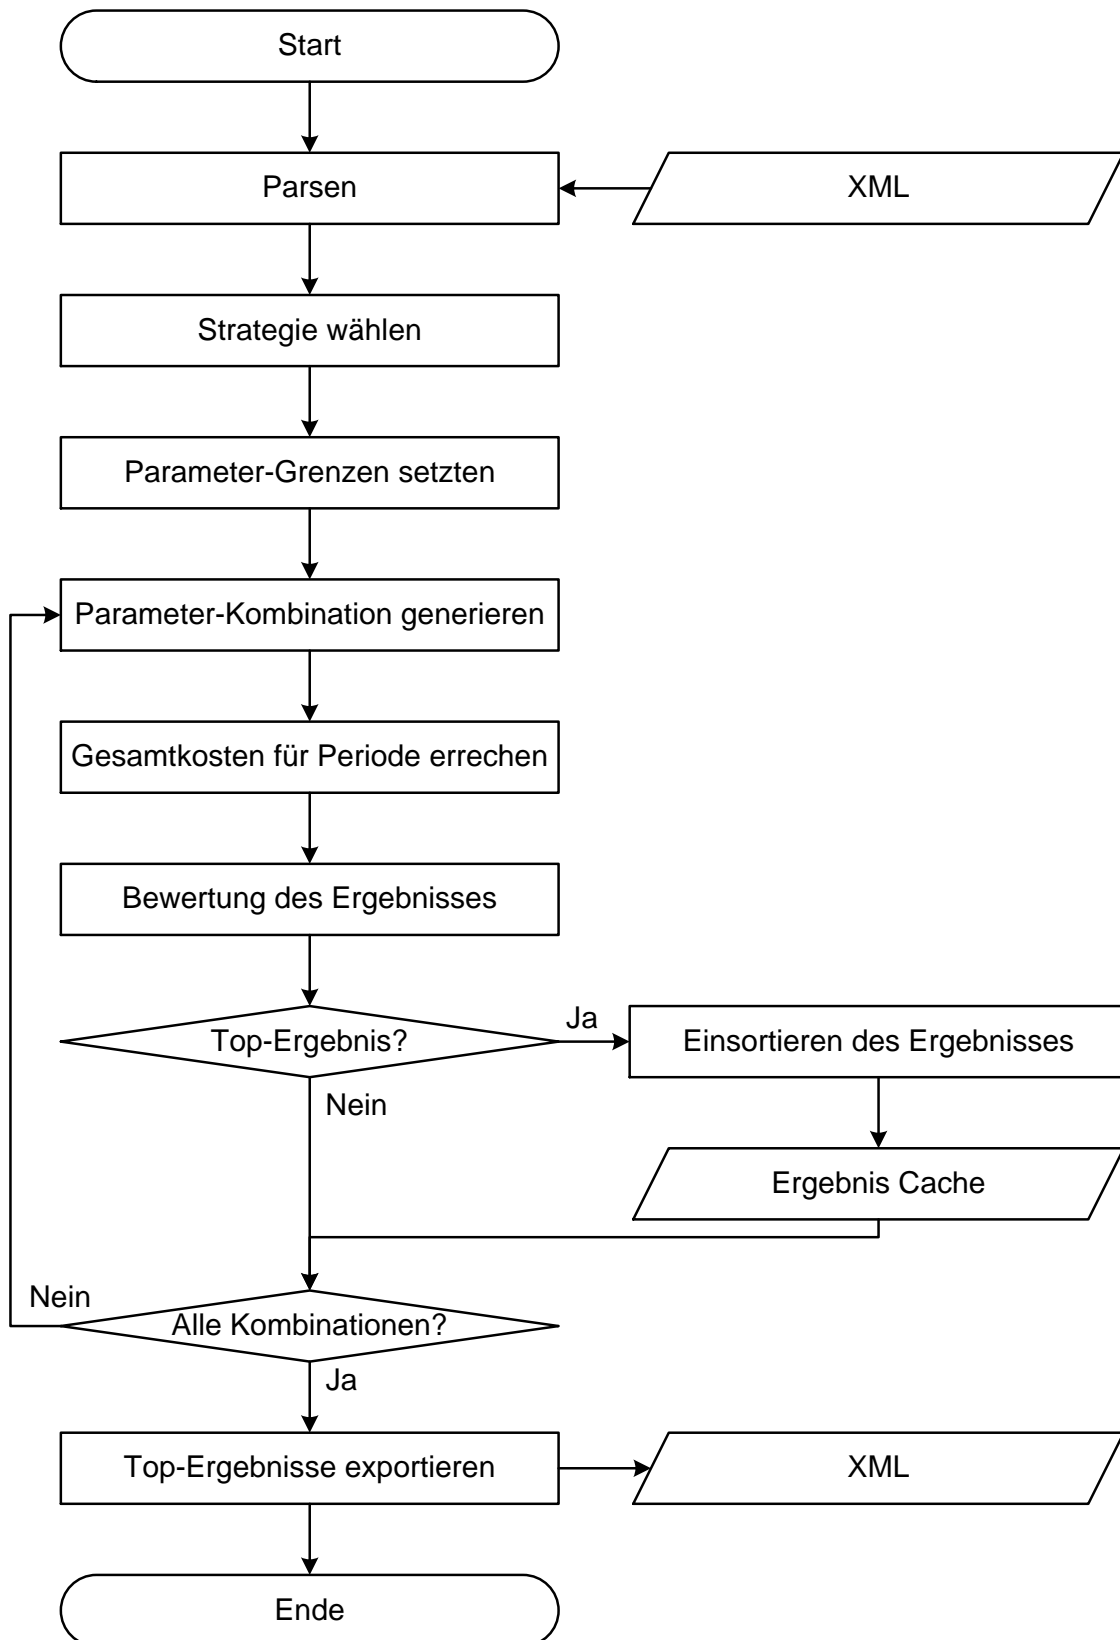 Start
Parsen
XML
Strategie wählen
Parameter-Grenzen setzten
Parameter-Kombination generieren
Gesamtkosten für Periode errechen
Bewertung des Ergebnisses
Top-Ergebnis?
Ja
Einsortieren des Ergebnisses
Nein
Ergebnis Cache
Nein
Alle Kombinationen?
Ja
Top-Ergebnisse exportieren
XML
Ende